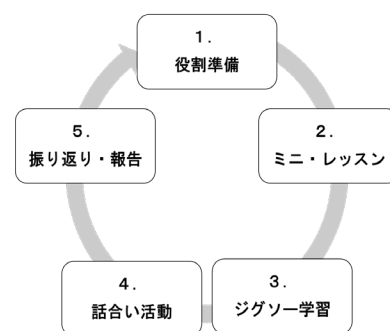 1.
役割準備
2.
ミニ・レッスン
3.
ジグソー学習
4.
話合い活動
5.
振り返り・報告